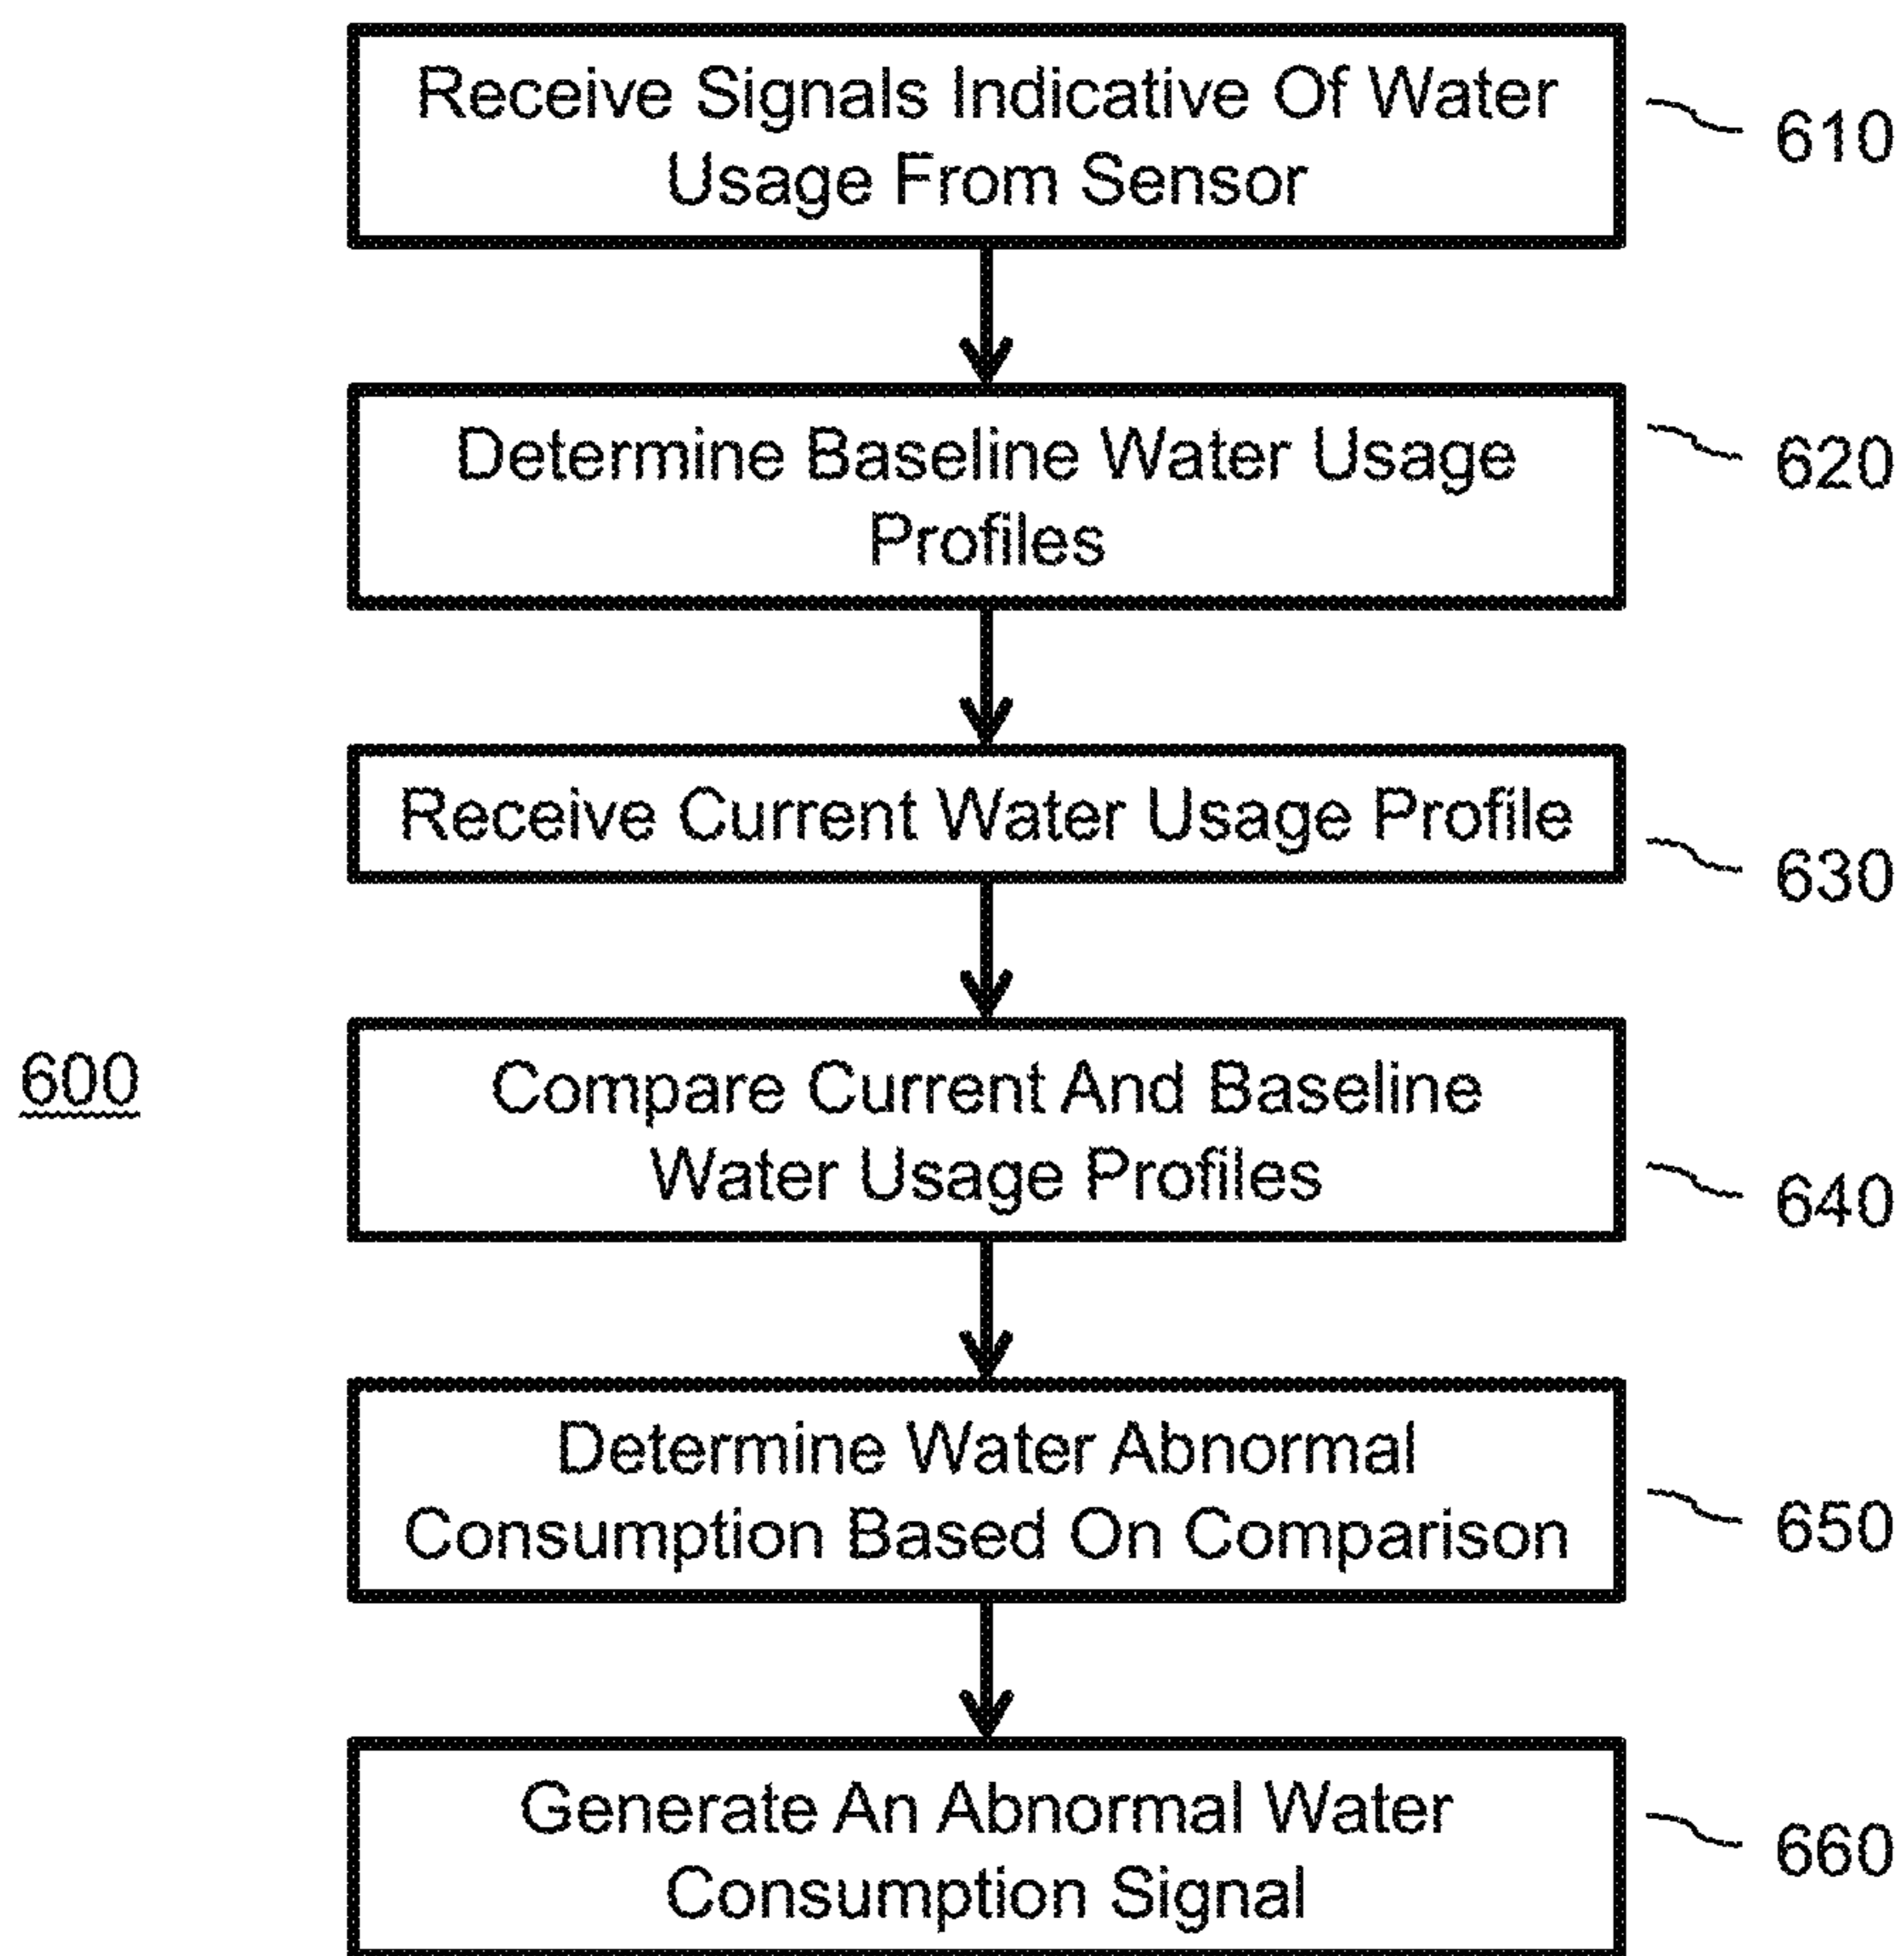 Receive Signals Indicative Of Water
Usage From Sensor
610
Determine Baseline Water Usage
Profiles
620
Receive Current Water Usage Profile
630
600
Compare Current And Baseline
Water Usage Profiles
640
Determine Water Abnormal
Consumption Based On Comparison
650
Generate An Abnormal Water
Consumption Signal
660